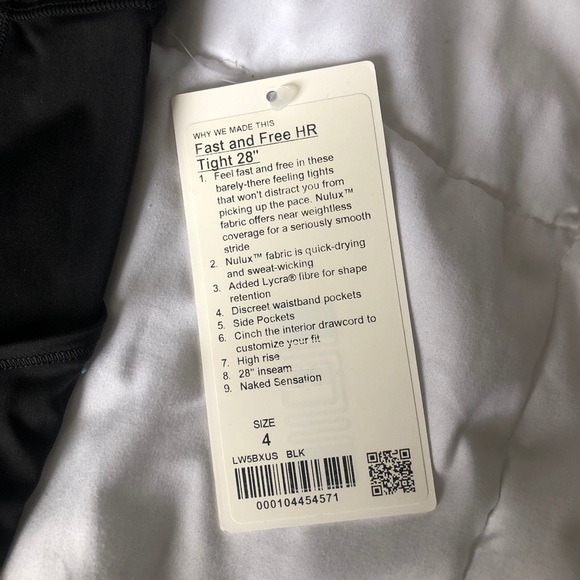 WHY WE MADE THIS
Fast and Free HR
Tight 28"
1. Feel fast and free in these
barely-there feeling tights
that won't distract you from
picking up the pace. Nulux™
fabric offers near weightless
coverage for a seriously smooth
stride
2. Nulux™ fabric is quick-drying
and sweat-wicking
3. Added Lycra® fibre for shape
retention
4. Discreet waistband pockets
5. Side Pockets
6. Cinch the interior drawcord to
customize your fit
7. High rise
8. 28" inseam
9. Naked Sensation
SIZE
4
LW5BXUS BLK
000104454571